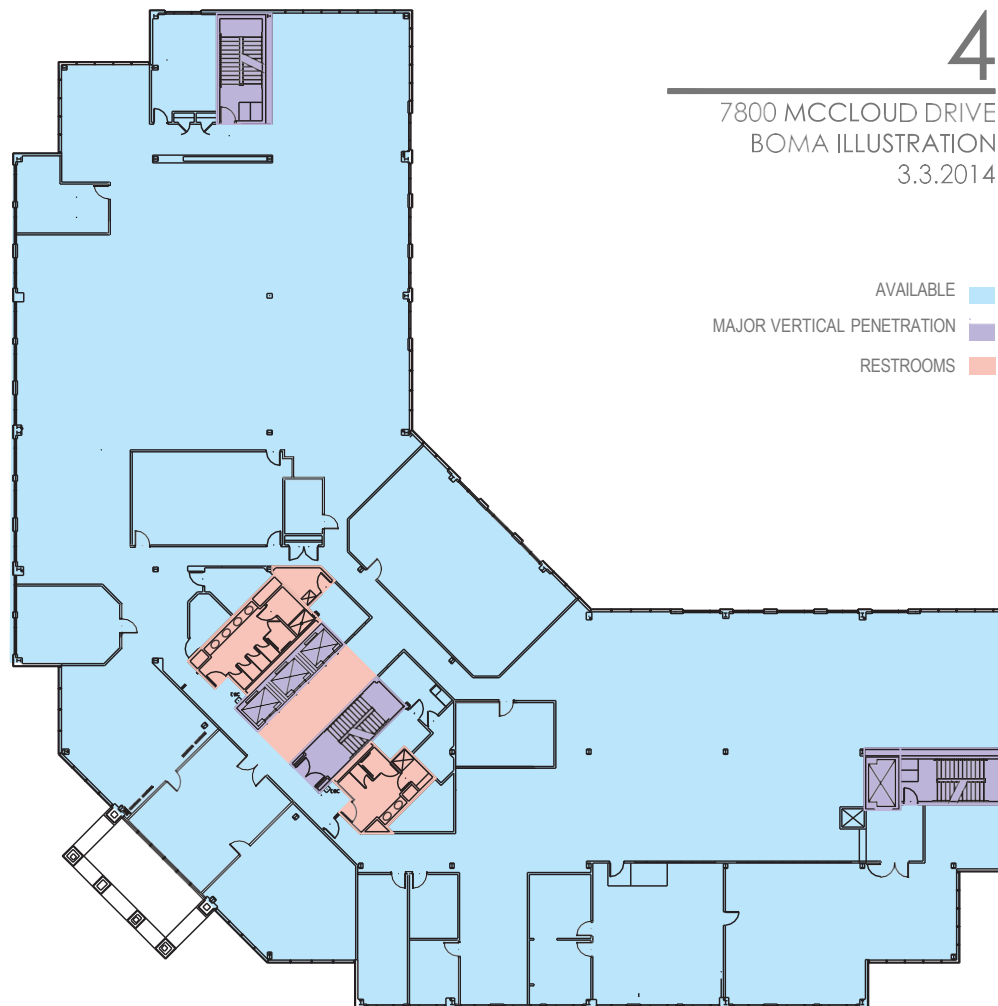 4
7800 MCCLOUD DRIVE
BOMA ILLUSTRATION
3.3.2014
AVAILABLE
MAJOR VERTICAL PENETRATION
RESTROOMS